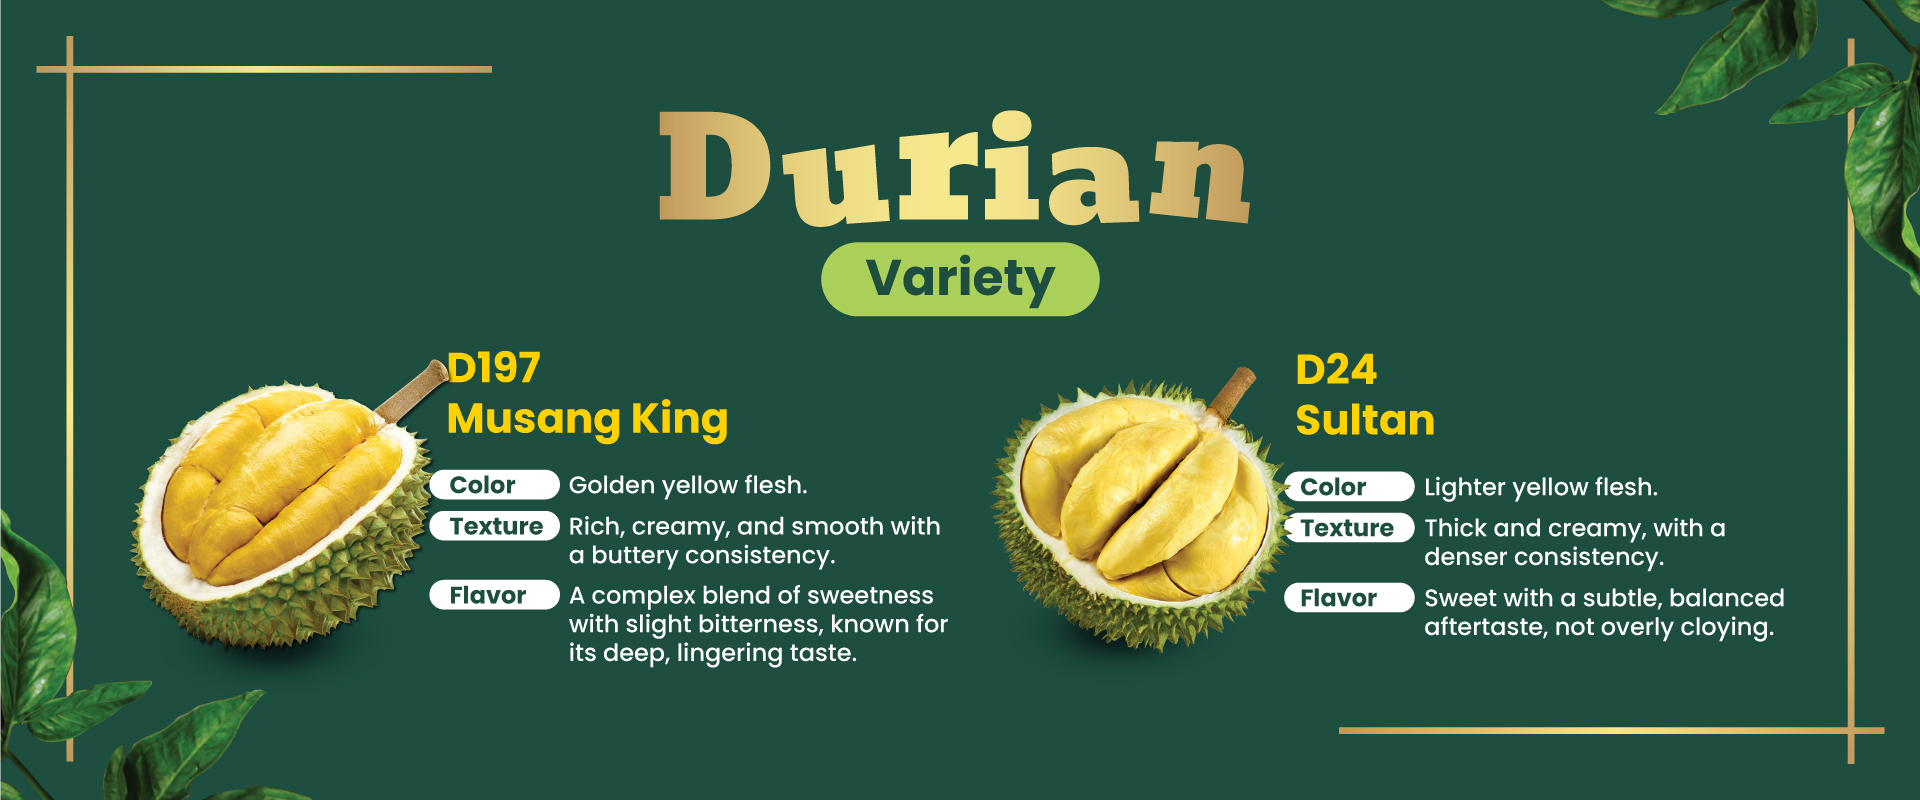 Durian
Variety
D197
Musang King
Color Golden yellow flesh.
Texture Rich, creamy, and smooth with
a buttery consistency.
Flavor A complex blend of sweetness
with slight bitterness, known for
its deep, lingering taste.
D24
Sultan
Color Lighter yellow flesh.
Texture Thick and creamy, with a
denser consistency.
Flavor Sweet with a subtle, balanced
aftertaste, not overly cloying.